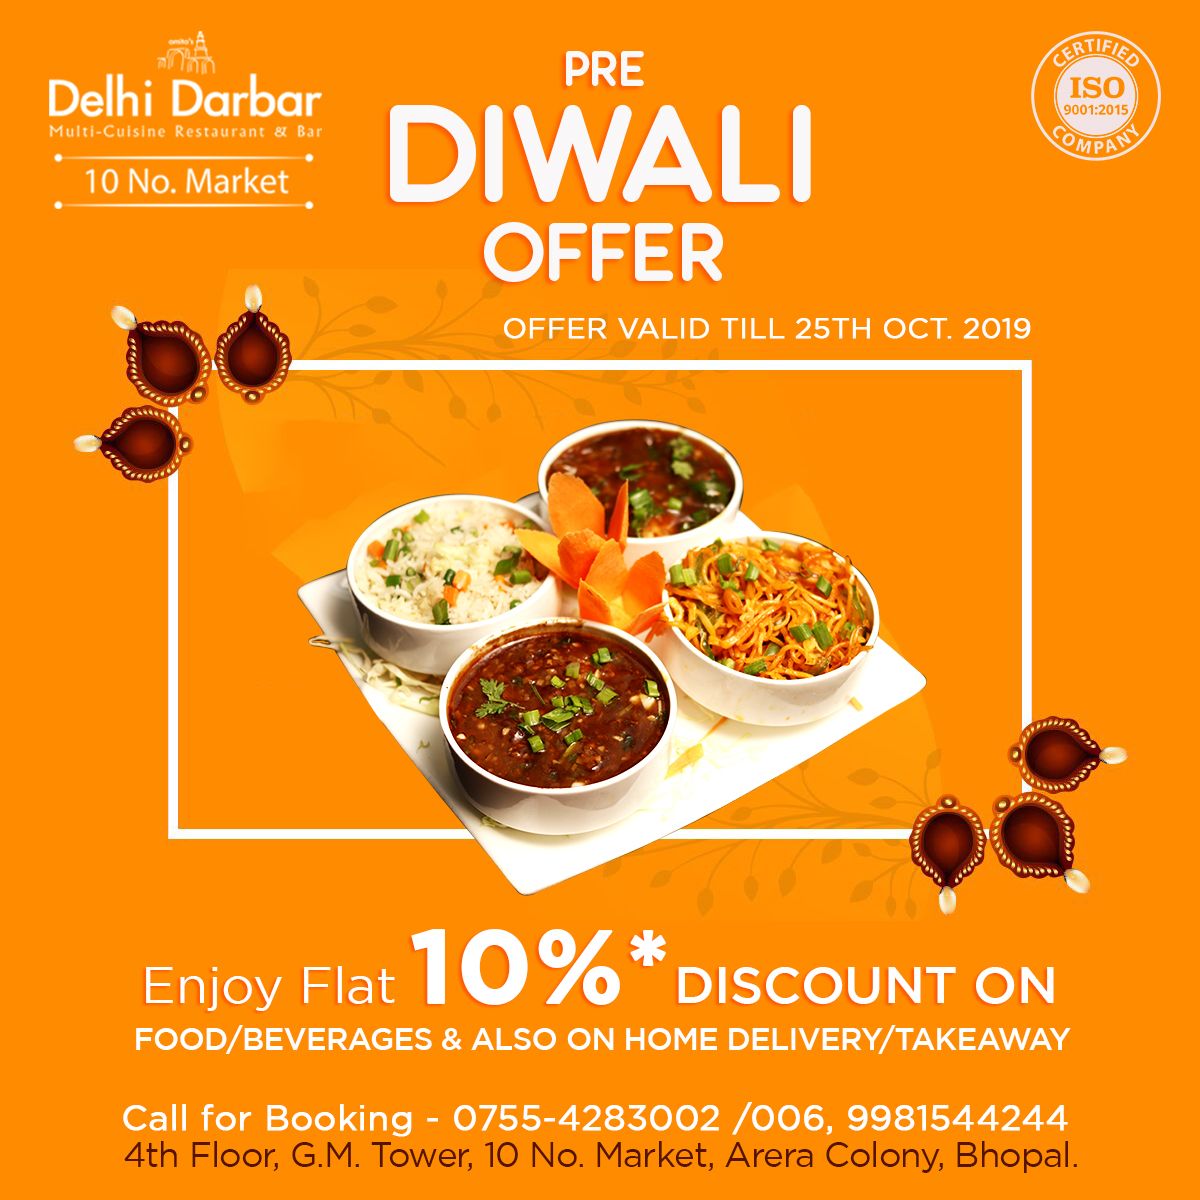 amita's
Delhi Darbar
Multi-Cuisine Restaurant & Bar
10 No. Market
PRE
DIWALI
OFFER
CERTIFIED
ISO
9001:2015
COMPANY
OFFER VALID TILL 25TH OCT. 2019
Enjoy Flat 10%* DISCOUNT ON
FOOD/BEVERAGES & ALSO ON HOME DELIVERY/TAKEAWAY
Call for Booking - 0755-4283002 /006, 9981544244
4th Floor, G.M. Tower, 10 No. Market, Arera Colony, Bhopal.